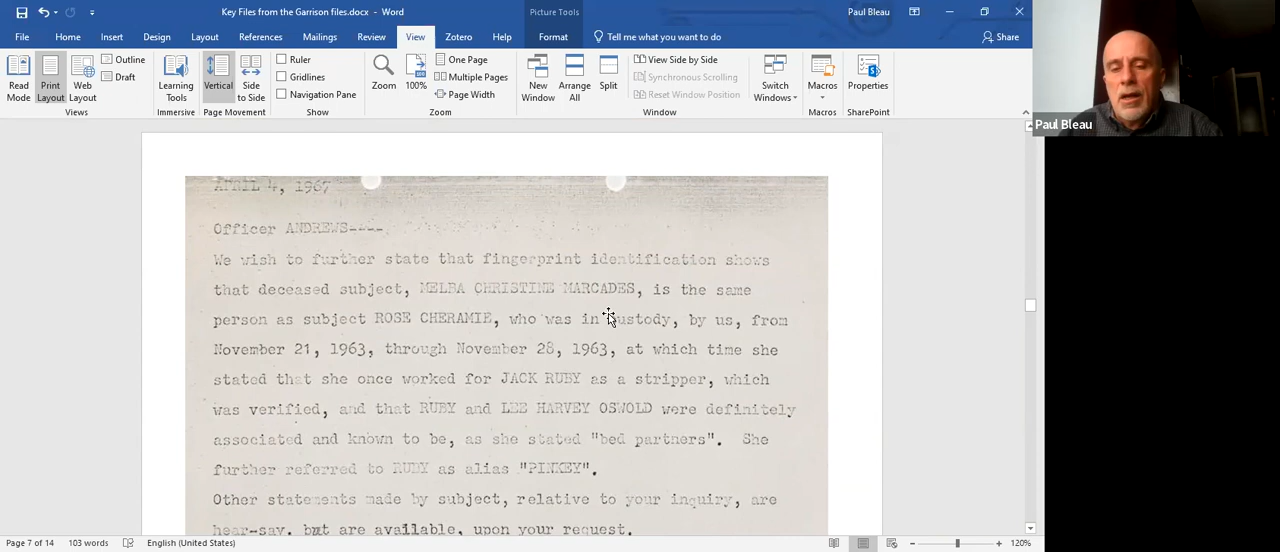 Key Files from the Garrison files.docx - Word
Picture Tools
Paul Bleau
File Home Insert Design Layout References Mailings Review View Zotero Help Format Tell me what you want to do Share
Read Mode
Print Layout
Web Layout
Outline
Draft
Views
Learning Tools
Immersive
Vertical
Side to Side
Page Movement
Ruler
Gridlines
Navigation Pane
Show
Zoom
100
100%
One Page
Multiple Pages
Page Width
Zoom
New Window
Arrange All
Split
View Side by Side
Synchronous Scrolling
Reset Window Position
Switch Windows
Window
Macros
Macros
Properties
SharePoint
Paul Bleau
APRIL 4, 1967
Officer ANDREWS----
We wish to further state that fingerprint identification shows
that deceased subject, MELBA CHRISTINE MARCADES, is the same
person as subject ROSE CHERAMIE, who was in custody, by us, from
November 21, 1963, through November 28, 1963, at which time she
stated that she once worked for JACK RUBY as a stripper, which
was verified, and that RUBY and LEE HARVEY OSWOLD were definitely
associated and known to be, as she stated "bed partners". She
further referred to RUBY as alias "PINKEY".
Other statements made by subject, relative to your inquiry, are
hear-say, but are available, upon your request.
Page 7 of 14 103 words English (United States) 120%